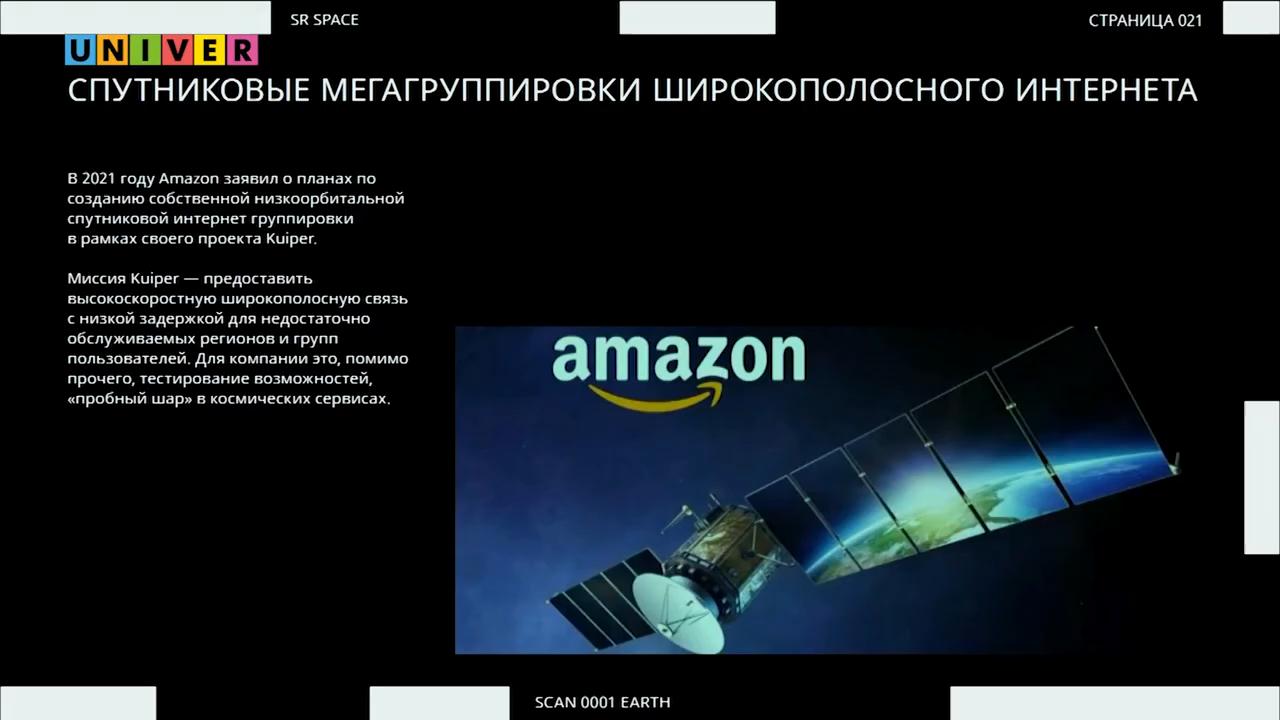 SR SPACE
СТРАНИЦА 021
UNIVER
СПУТНИКОВЫЕ МЕГАГРУППИРОВКИ ШИРОКОПОЛОСНОГО ИНТЕРНЕТА
В 2021 году Amazon заявил о планах по
созданию собственной низкоорбитальной
спутниковой интернет группировки
в рамках своего проекта Kuiper.
Миссия Kuiper — предоставить
высокоскоростную широкополосную связь
с низкой задержкой для недостаточно
обслуживаемых регионов и групп
пользователей. Для компании это, помимо
прочего, тестирование возможностей,
«пробный шар» в космических сервисах.
amazon
SCAN 0001 EARTH